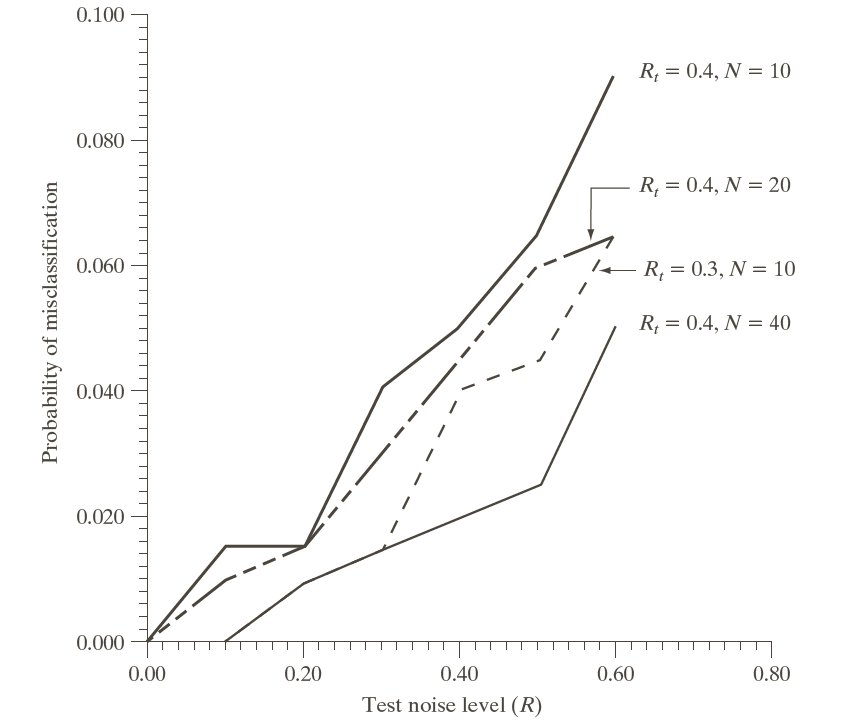 0.100
0.080
0.060
0.040
0.020
0.000
Probability of misclassification
R_t = 0.4, N = 10
R_t = 0.4, N = 20
R_t = 0.3, N = 10
R_t = 0.4, N = 40
0.00 0.20 0.40 0.60 0.80
Test noise level (R)